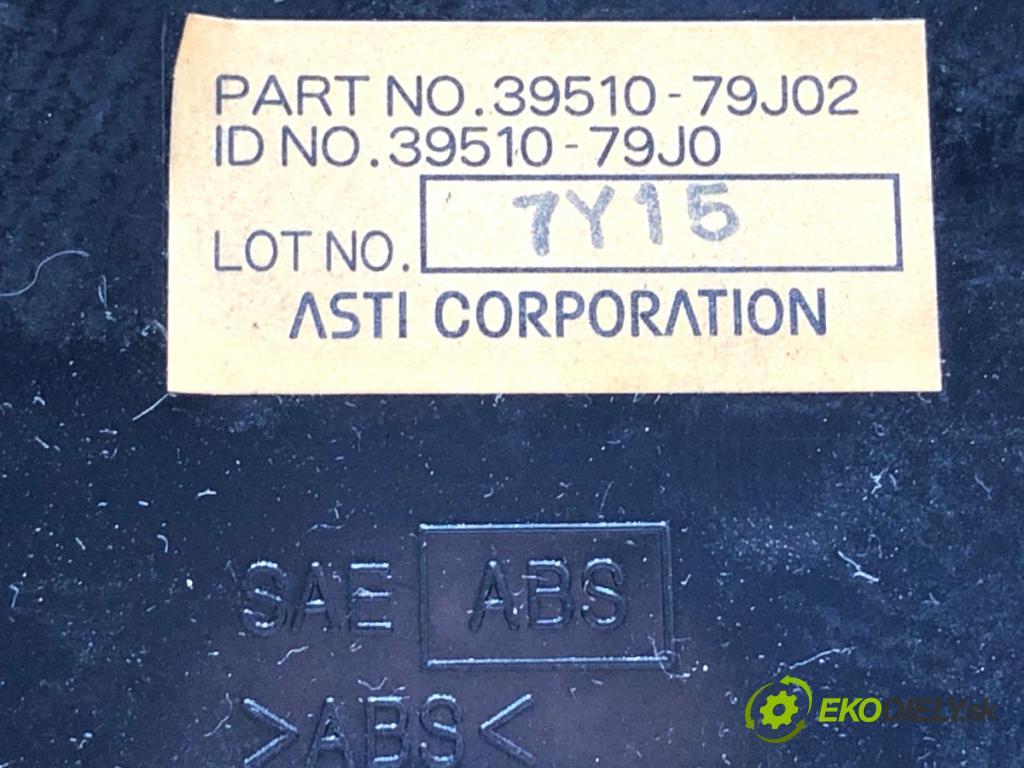 PART NO.39510-79J02
ID NO.39510-79J0
LOT NO. 7Y15
ASTI CORPORATION
SAE ABS
>ABS<
EKODIELY.sk